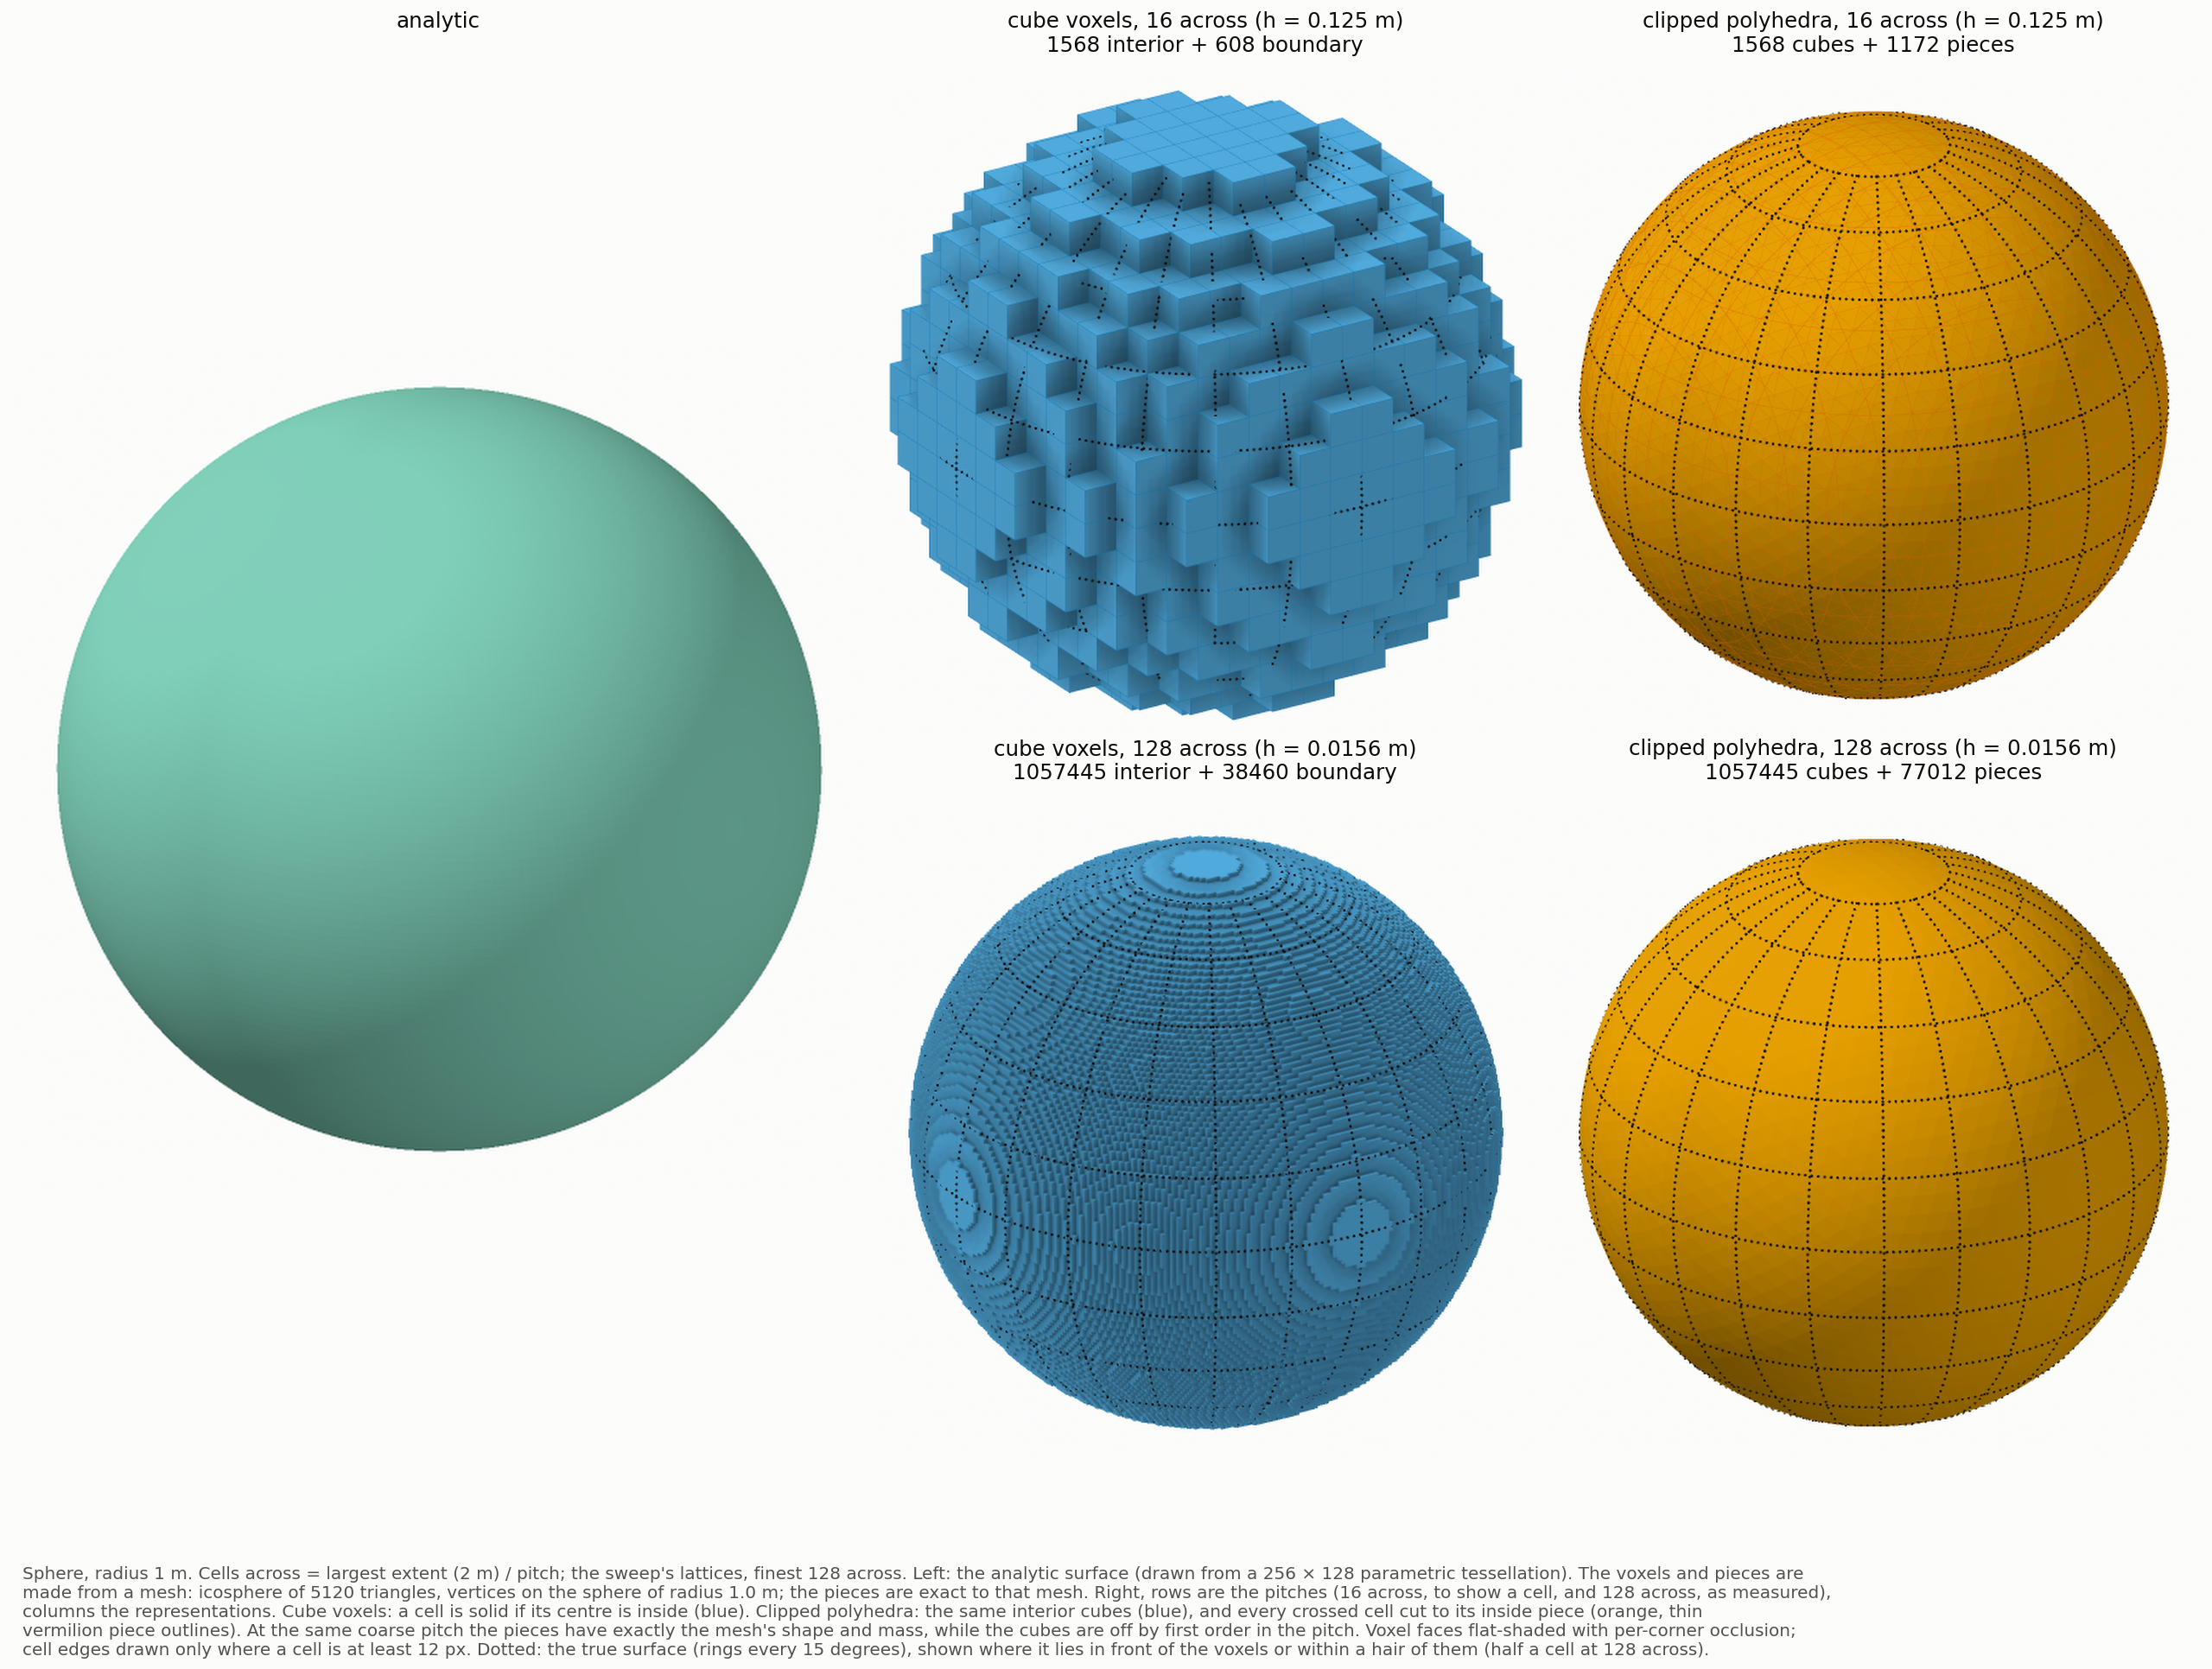 analytic
cube voxels, 16 across (h = 0.125 m)
1568 interior + 608 boundary
clipped polyhedra, 16 across (h = 0.125 m)
1568 cubes + 1172 pieces
cube voxels, 128 across (h = 0.0156 m)
1057445 interior + 38460 boundary
clipped polyhedra, 128 across (h = 0.0156 m)
1057445 cubes + 77012 pieces
Sphere, radius 1 m. Cells across = largest extent (2 m) / pitch; the sweep's lattices, finest 128 across. Left: the analytic surface (drawn from a 256 × 128 parametric tessellation). The voxels and pieces are
made from a mesh: icosphere of 5120 triangles, vertices on the sphere of radius 1.0 m; the pieces are exact to that mesh. Right, rows are the pitches (16 across, to show a cell, and 128 across, as measured),
columns the representations. Cube voxels: a cell is solid if its centre is inside (blue). Clipped polyhedra: the same interior cubes (blue), and every crossed cell cut to its inside piece (orange, thin
vermilion piece outlines). At the same coarse pitch the pieces have exactly the mesh's shape and mass, while the cubes are off by first order in the pitch. Voxel faces flat-shaded with per-corner occlusion;
cell edges drawn only where a cell is at least 12 px. Dotted: the true surface (rings every 15 degrees), shown where it lies in front of the voxels or within a hair of them (half a cell at 128 across).